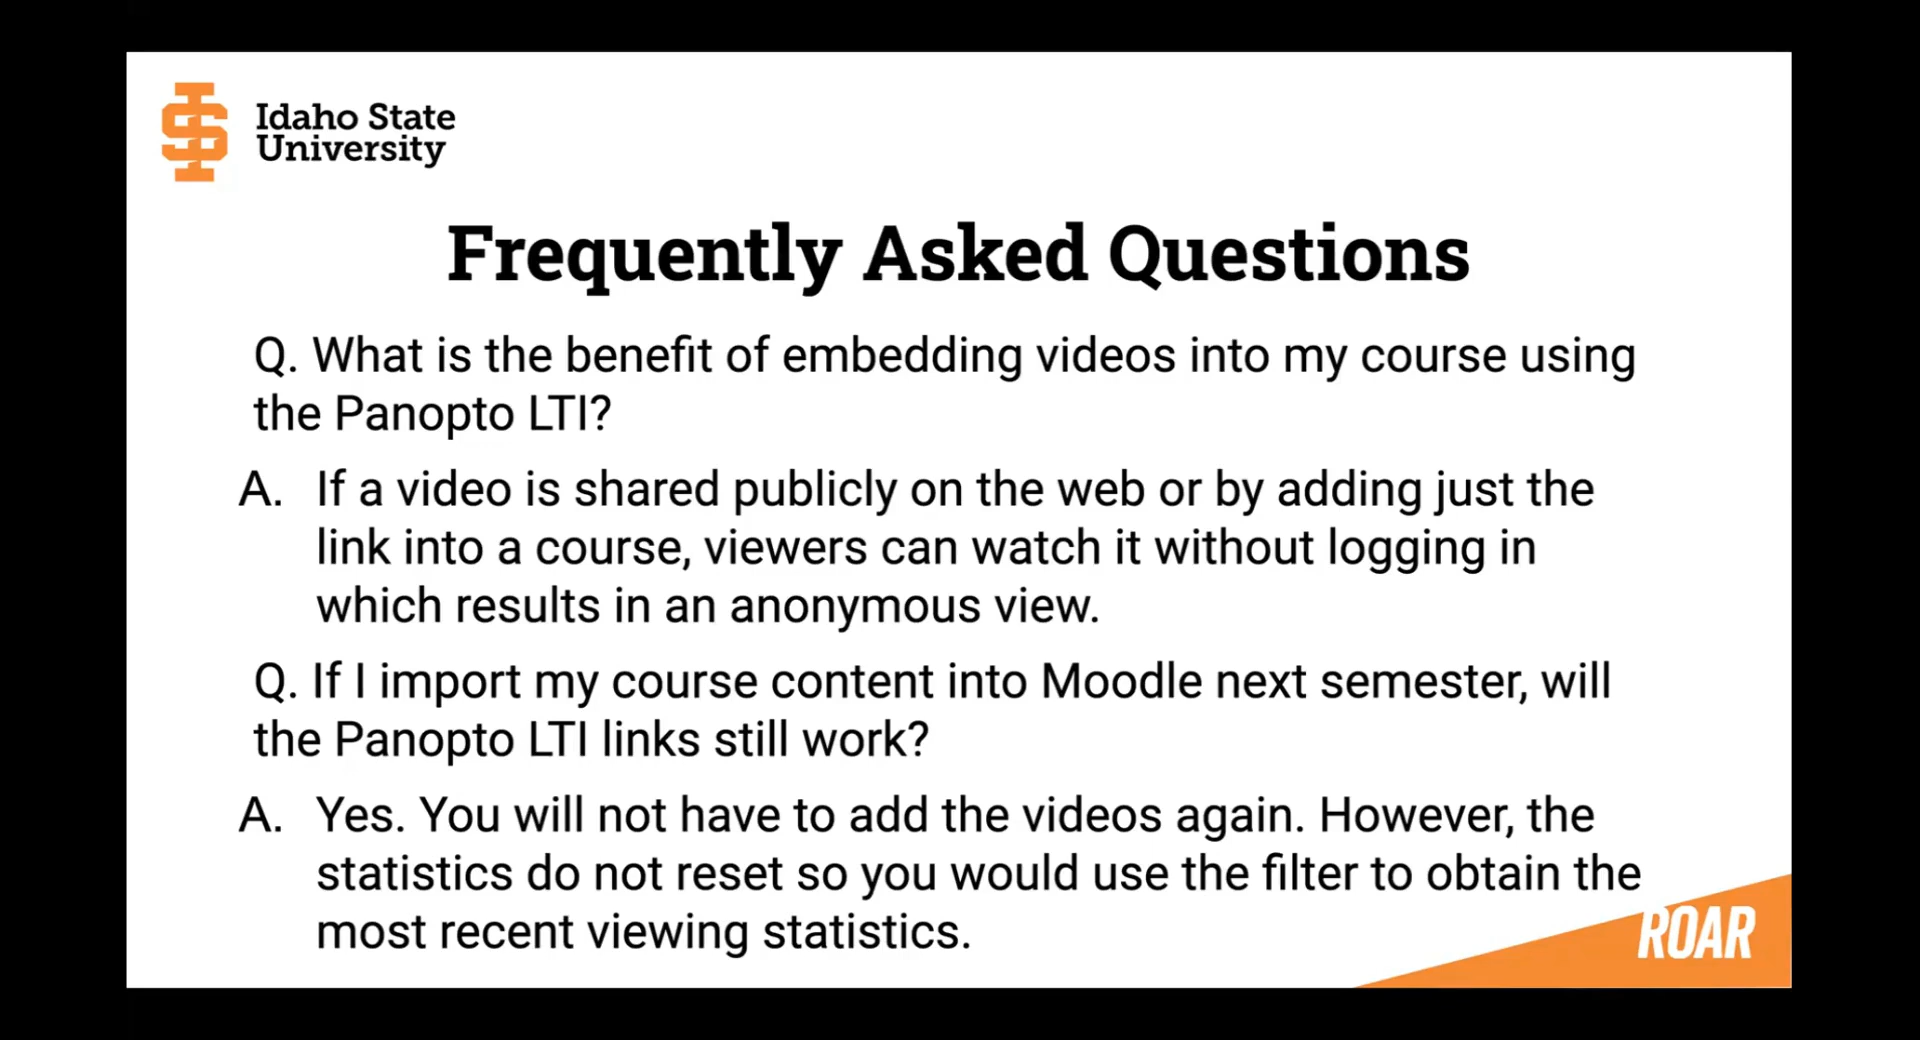 Idaho State
University
Frequently Asked Questions
Q. What is the benefit of embedding videos into my course using
the Panopto LTI?
A. If a video is shared publicly on the web or by adding just the
link into a course, viewers can watch it without logging in
which results in an anonymous view.
Q. If I import my course content into Moodle next semester, will
the Panopto LTI links still work?
A. Yes. You will not have to add the videos again. However, the
statistics do not reset so you would use the filter to obtain the
most recent viewing statistics.
ROAR